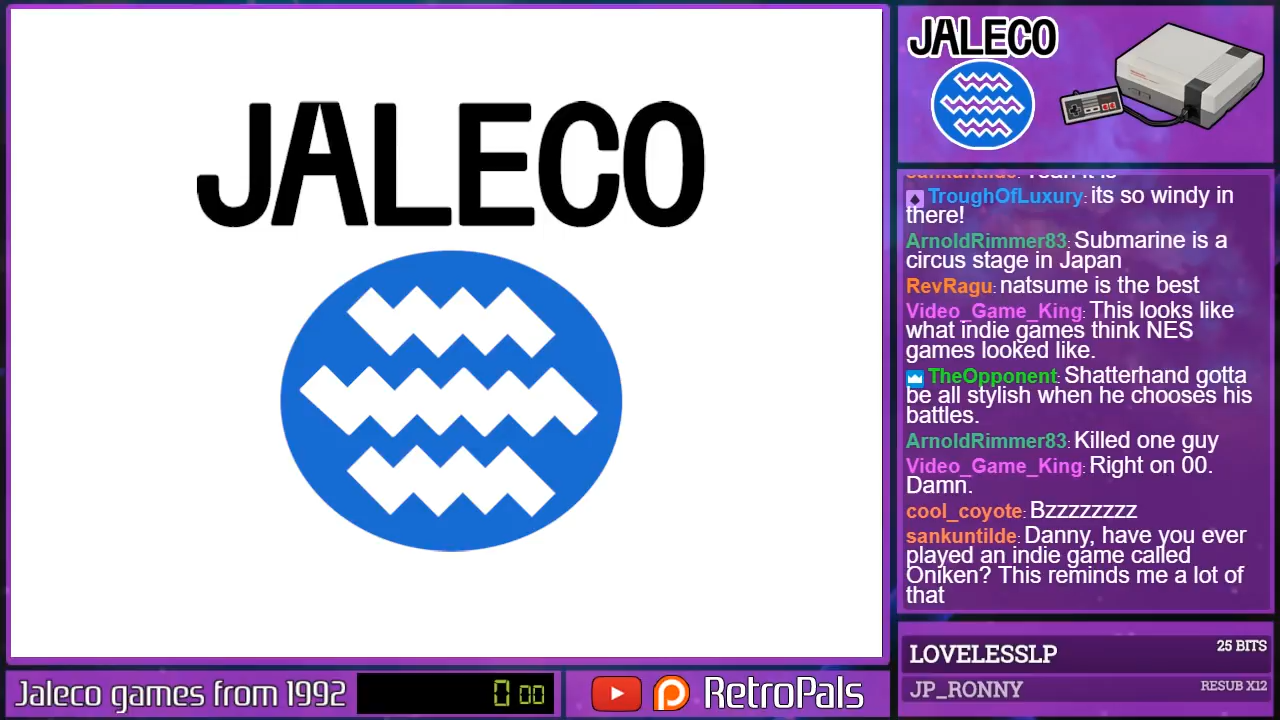 JALECO
JALECO
sankuntilde: Yeah it is
TroughOfLuxury: its so windy in
there!
ArnoldRimmer83: Submarine is a
circus stage in Japan
RevRagu: natsume is the best
Video_Game_King: This looks like
what indie games think NES
games looked like.
TheOpponent: Shatterhand gotta
be all stylish when he chooses his
battles.
ArnoldRimmer83: Killed one guy
Video_Game_King: Right on 00.
Damn.
cool_coyote: Bzzzzzzzz
sankuntilde: Danny, have you ever
played an indie game called
Oniken? This reminds me a lot of
that
LOVELESSLP 25 BITS
JP_RONNY RESUB X12
Jaleco games from 1992 0 00 RetroPals